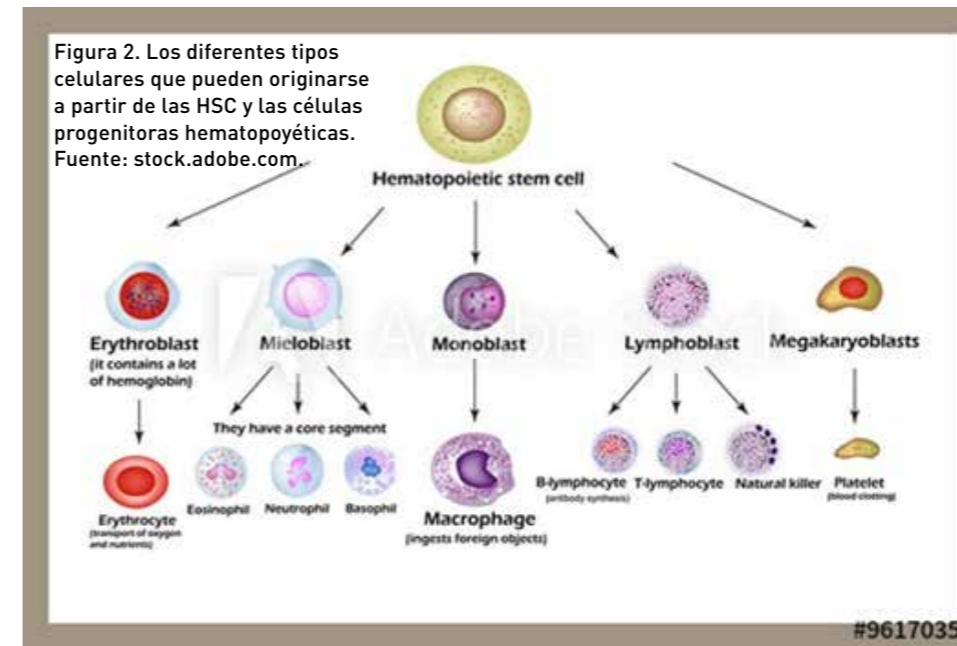 Figura 2. Los diferentes tipos
celulares que pueden originarse
a partir de las HSC y las células
progenitoras hematopoyéticas.
Fuente: stock.adobe.com.
Hematopoietic stem cell
Erythroblast
(it contains a lot
of hemoglobin)
Mieloblast
Monoblast
Lymphoblast
Megakaryoblasts
They have a core segment
Erythrocyte
(transport of oxygen
and nutrients)
Eosinophil
Neutrophil
Basophil
Macrophage
(ingests foreign objects)
B-lymphocyte
(antibody synthesis)
T-lymphocyte
Natural killer
Platelet
(blood clotting)
Adobe Stock
#9617035